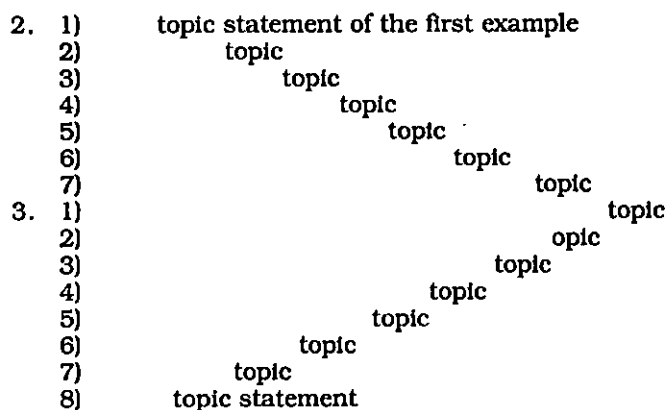 2. 1) topic statement of the first example
2) topic
3) topic
4) topic
5) topic
6) topic
7) topic
3. 1) topic
2) opic
3) topic
4) topic
5) topic
6) topic
7) topic
8) topic statement